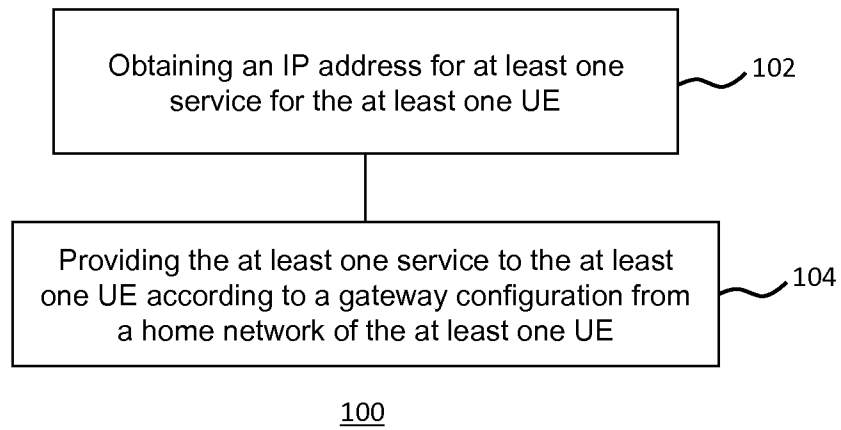 Obtaining an IP address for at least one
service for the at least one UE
102
Providing the at least one service to the at least
one UE according to a gateway configuration from
a home network of the at least one UE
104
100